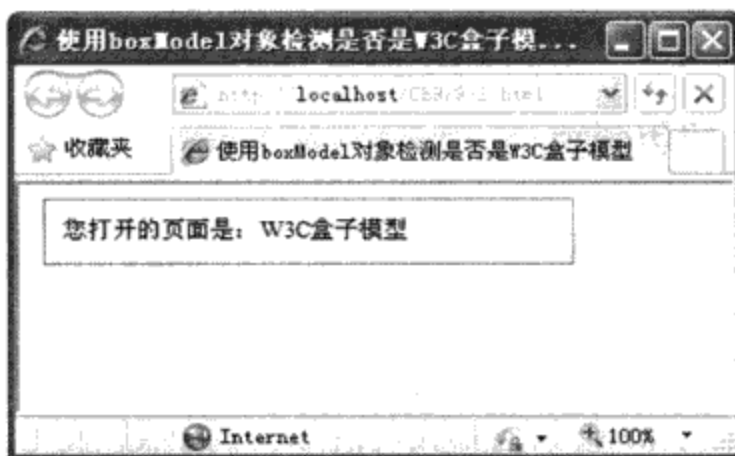 使用boxModel对象检测是否是W3C盒子模...
localhost
收藏夹
使用boxModel对象检测是否是W3C盒子模型
您打开的页面是：W3C盒子模型
Internet
100%